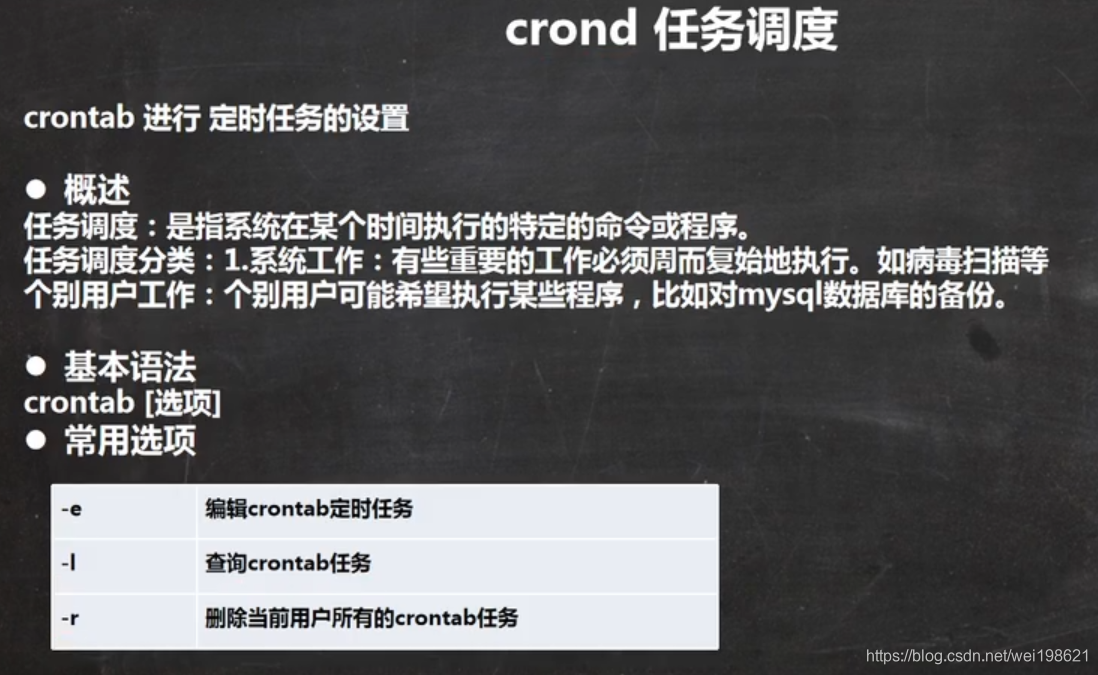 crond 任务调度
crontab 进行 定时任务的设置
● 概述
任务调度：是指系统在某个时间执行的特定的命令或程序。
任务调度分类：1.系统工作：有些重要的工作必须周而复始地执行。如病毒扫描等
个别用户工作：个别用户可能希望执行某些程序，比如对mysql数据库的备份。
● 基本语法
crontab [选项]
● 常用选项
-e 编辑crontab定时任务
-l 查询crontab任务
-r 删除当前用户所有的crontab任务
https://blog.csdn.net/wei198621